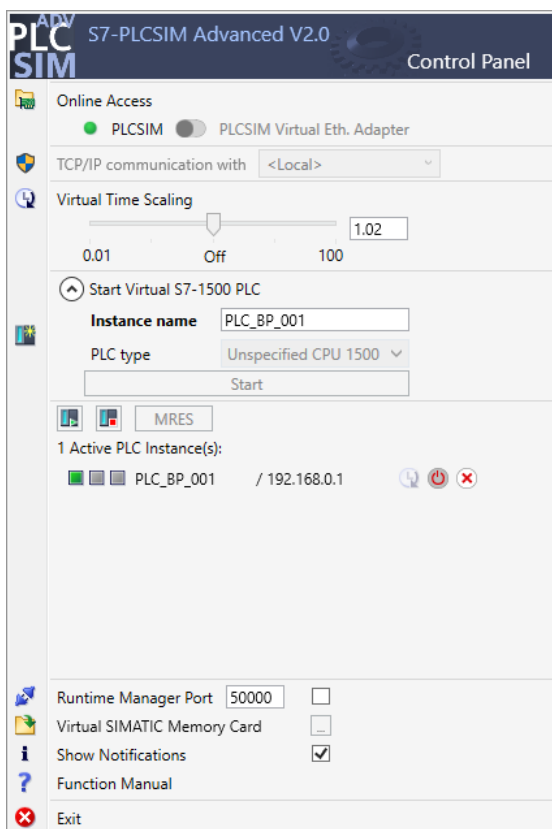 ADV
PLC
SIM
S7-PLCSIM Advanced V2.0
Control Panel
Online Access
PLCSIM PLCSIM Virtual Eth. Adapter
TCP/IP communication with <Local>
Virtual Time Scaling
1.02
0.01 Off 100
Start Virtual S7-1500 PLC
Instance name PLC_BP_001
PLC type Unspecified CPU 1500
Start
MRES
1 Active PLC Instance(s):
PLC_BP_001 / 192.168.0.1
Runtime Manager Port 50000
Virtual SIMATIC Memory Card ...
Show Notifications
Function Manual
Exit